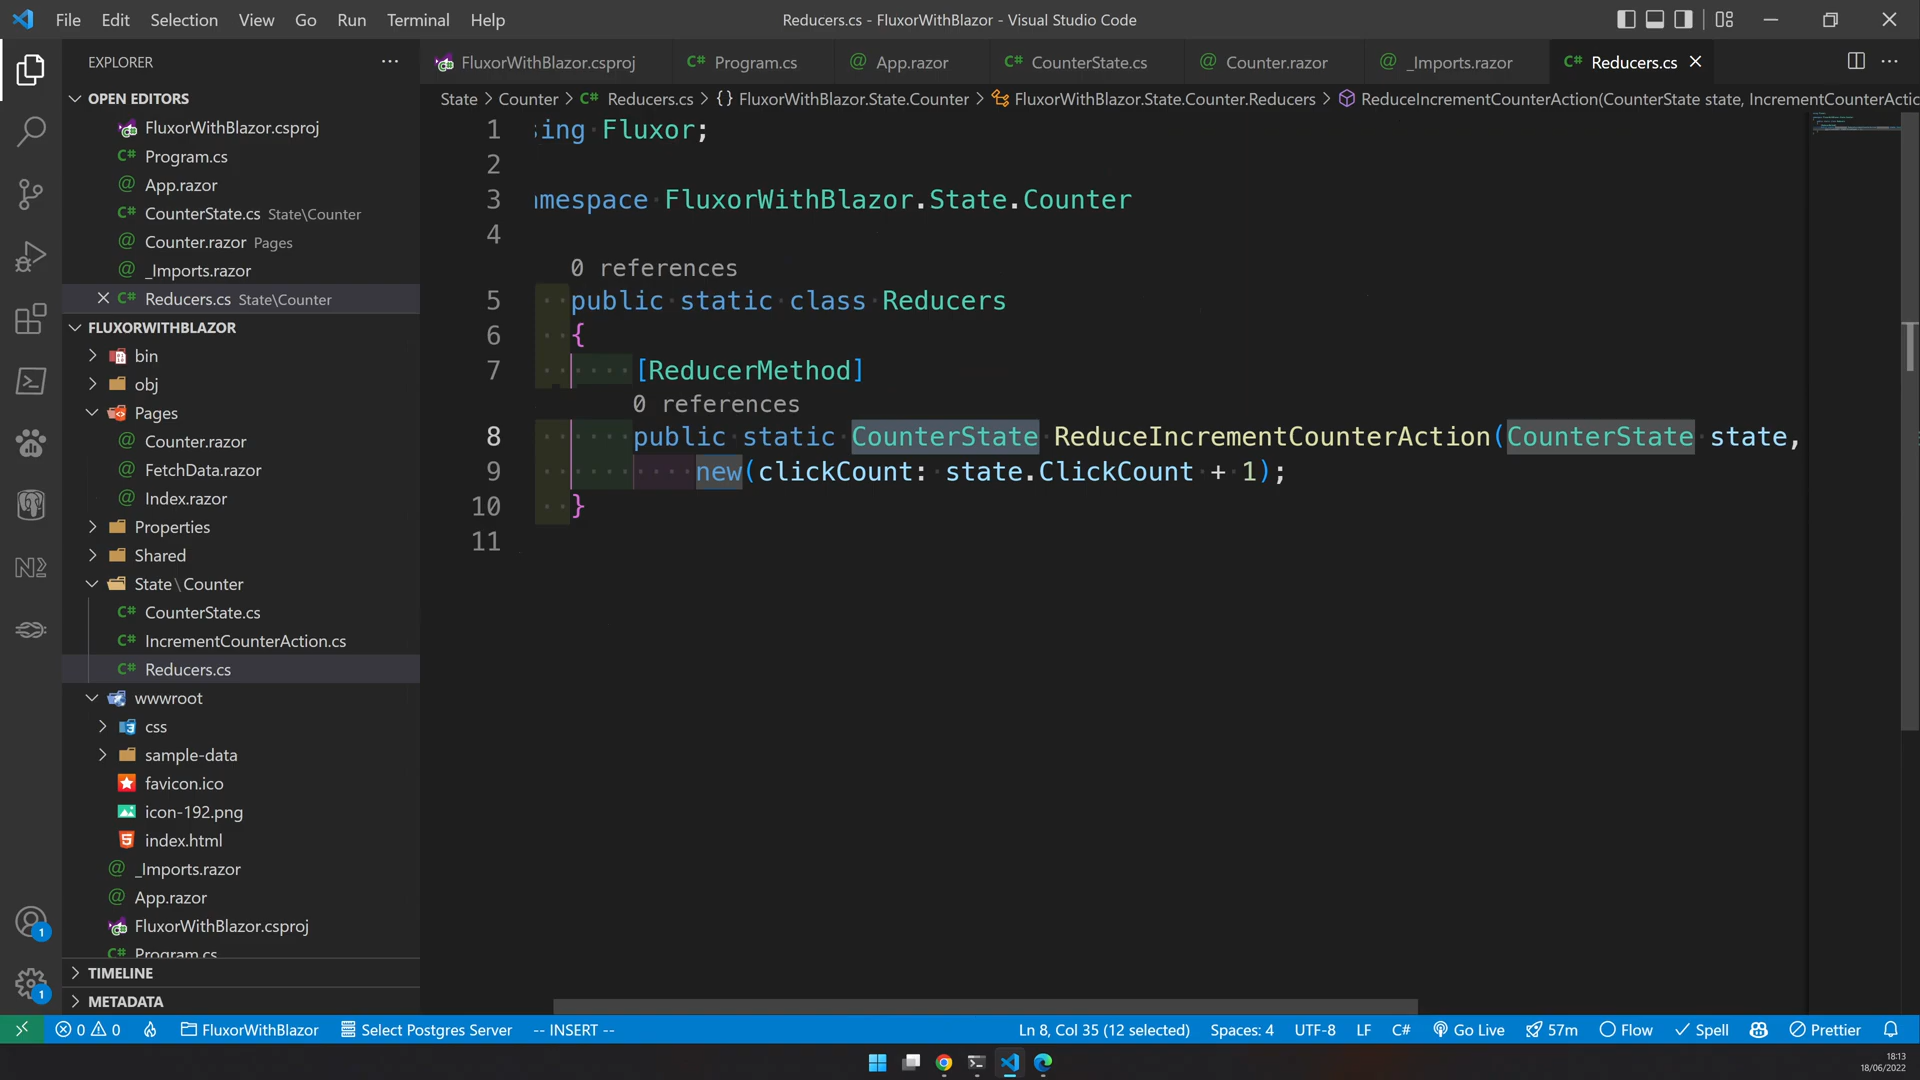 File Edit Selection View Go Run Terminal Help
Reducers.cs - FluxorWithBlazor - Visual Studio Code
EXPLORER
OPEN EDITORS
FluxorWithBlazor.csproj
Program.cs
App.razor
CounterState.cs State\Counter
Counter.razor Pages
_Imports.razor
Reducers.cs State\Counter
FLUXORWITHBLAZOR
bin
obj
Pages
Counter.razor
FetchData.razor
Index.razor
Properties
Shared
State\Counter
CounterState.cs
IncrementCounterAction.cs
Reducers.cs
wwwroot
css
sample-data
favicon.ico
icon-192.png
index.html
_Imports.razor
App.razor
FluxorWithBlazor.csproj
Program.cs
TIMELINE
METADATA
FluxorWithBlazor.csproj Program.cs App.razor CounterState.cs Counter.razor _Imports.razor Reducers.cs
State > Counter > Reducers.cs > {} FluxorWithBlazor.State.Counter > FluxorWithBlazor.State.Counter.Reducers > ReduceIncrementCounterAction(CounterState state, IncrementCounterActic
1 sing Fluxor;
2
3 mespace FluxorWithBlazor.State.Counter
4
0 references
5 public static class Reducers
6 {
7 [ReducerMethod]
0 references
8 public static CounterState ReduceIncrementCounterAction(CounterState state,
9 new(clickCount: state.ClickCount + 1);
10 }
11
1
1
0 0 FluxorWithBlazor Select Postgres Server -- INSERT -- Ln 8, Col 35 (12 selected) Spaces: 4 UTF-8 LF C# Go Live 57m Flow Spell Prettier
18:13
18/06/2022